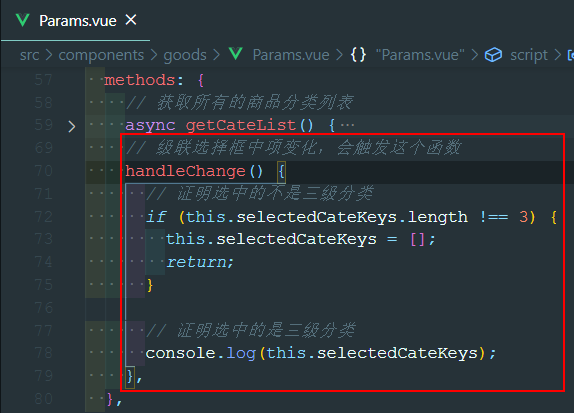 Params.vue ×
src > components > goods > Params.vue > {} "Params.vue" > script >
57 methods: {
58 // 获取所有的商品分类列表
59 async getCateList() { ⋯
69 // 级联选择框中项变化，会触发这个函数
70 handleChange() {
71 // 证明选中的不是三级分类
72 if (this.selectedCateKeys.length !== 3) {
73 this.selectedCateKeys = [];
74 return;
75 }
76
77 // 证明选中的是三级分类
78 console.log(this.selectedCateKeys);
79 },
80 },